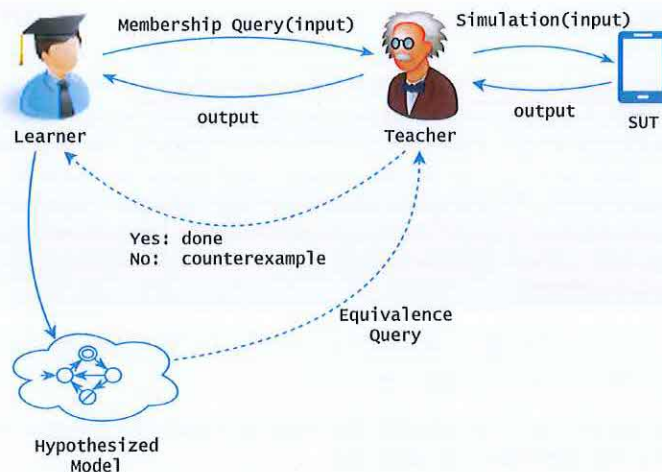 Membership Query(input)
Simulation(input)
output
output
Learner
Teacher
SUT
Yes: done
No: counterexample
Equivalence
Query
Hypothesized
Model